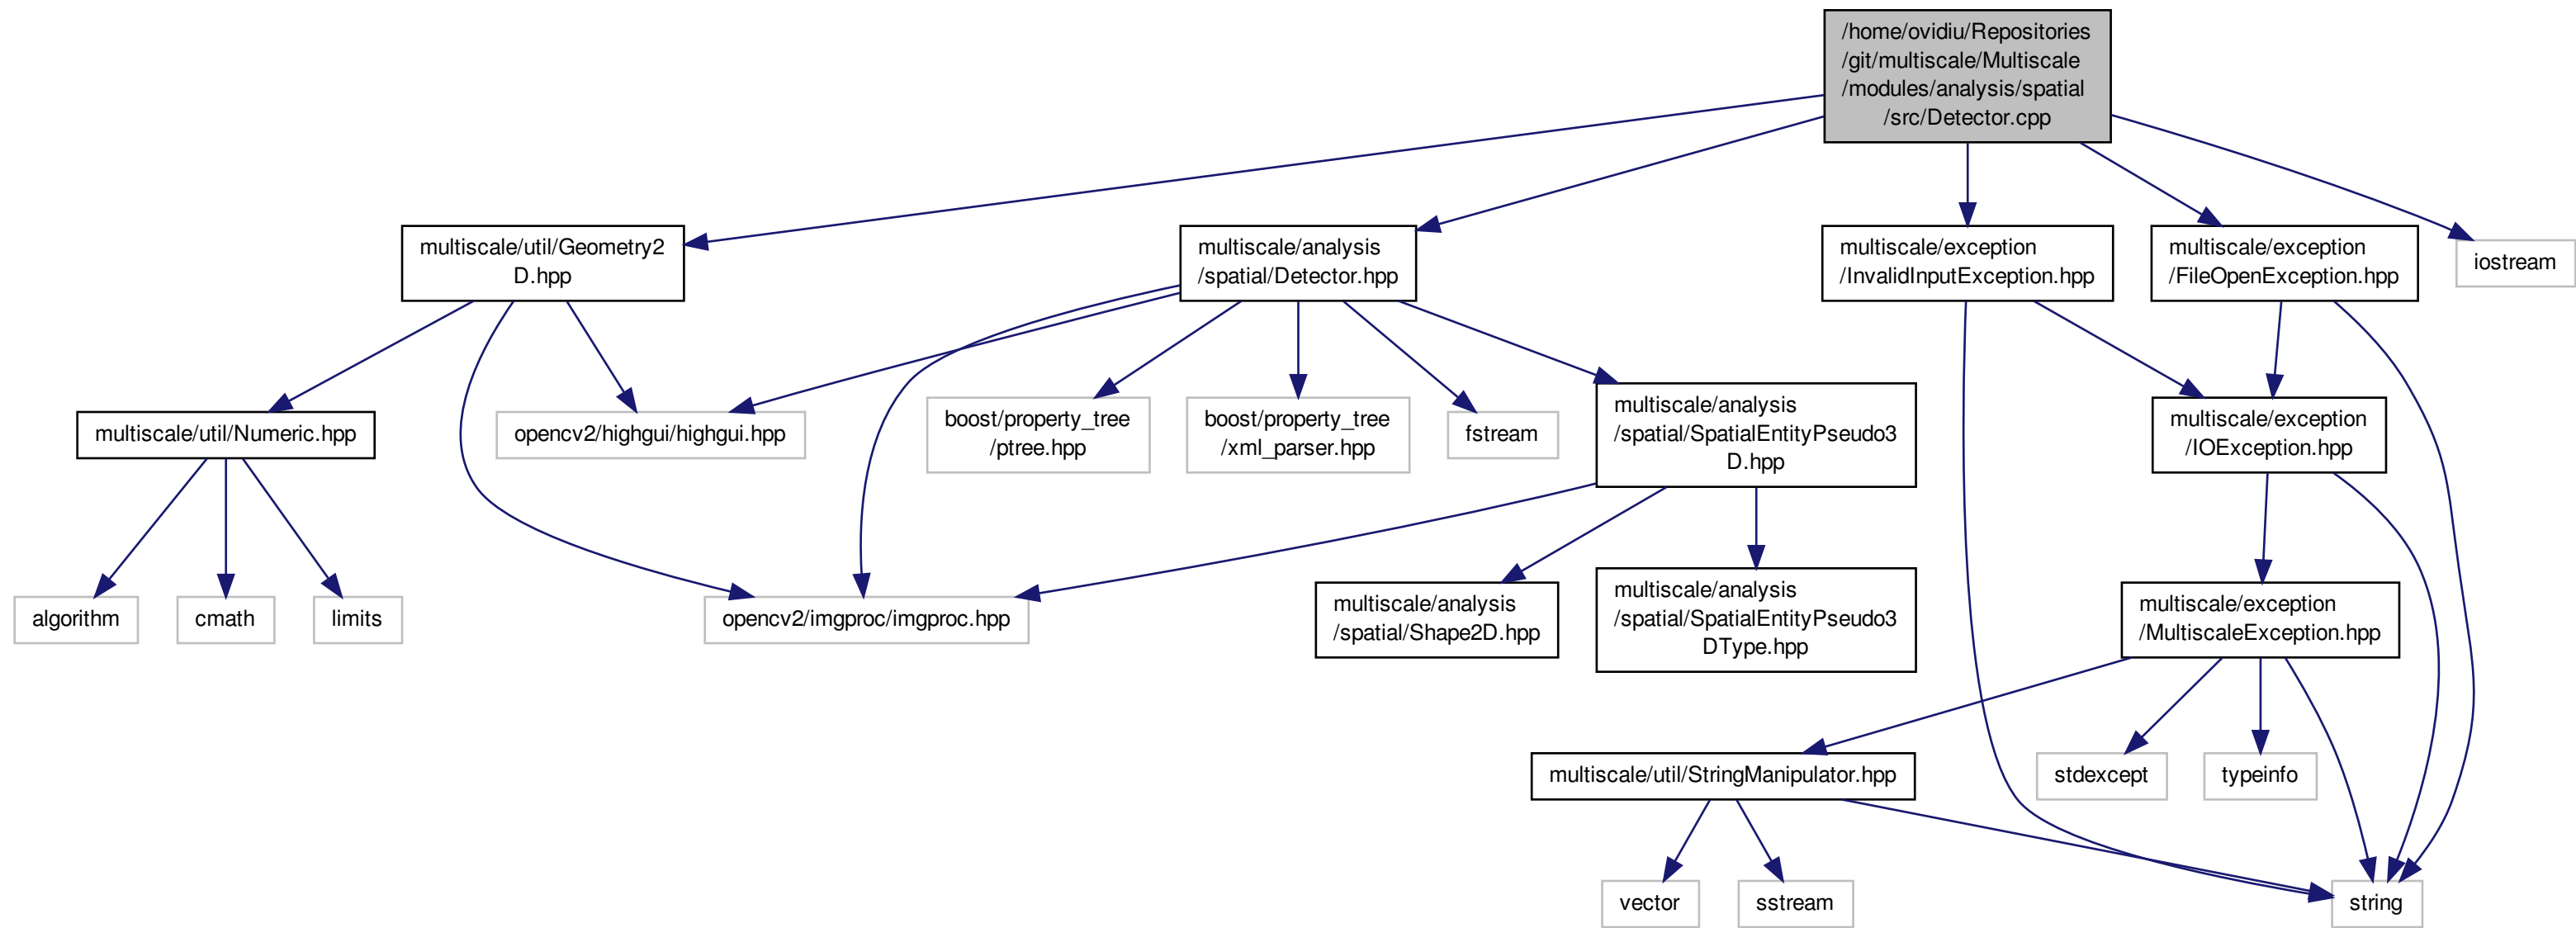 /home/ovidiu/Repositories
/git/multiscale/Multiscale
/modules/analysis/spatial
/src/Detector.cpp
multiscale/util/Geometry2
D.hpp
multiscale/analysis
/spatial/Detector.hpp
multiscale/exception
/InvalidInputException.hpp
multiscale/exception
/FileOpenException.hpp
iostream
multiscale/util/Numeric.hpp
opencv2/highgui/highgui.hpp
boost/property_tree
/ptree.hpp
boost/property_tree
/xml_parser.hpp
fstream
multiscale/analysis
/spatial/SpatialEntityPseudo3
D.hpp
multiscale/exception
/IOException.hpp
algorithm
cmath
limits
opencv2/imgproc/imgproc.hpp
multiscale/analysis
/spatial/Shape2D.hpp
multiscale/analysis
/spatial/SpatialEntityPseudo3
DType.hpp
multiscale/exception
/MultiscaleException.hpp
multiscale/util/StringManipulator.hpp
stdexcept
typeinfo
vector
sstream
string